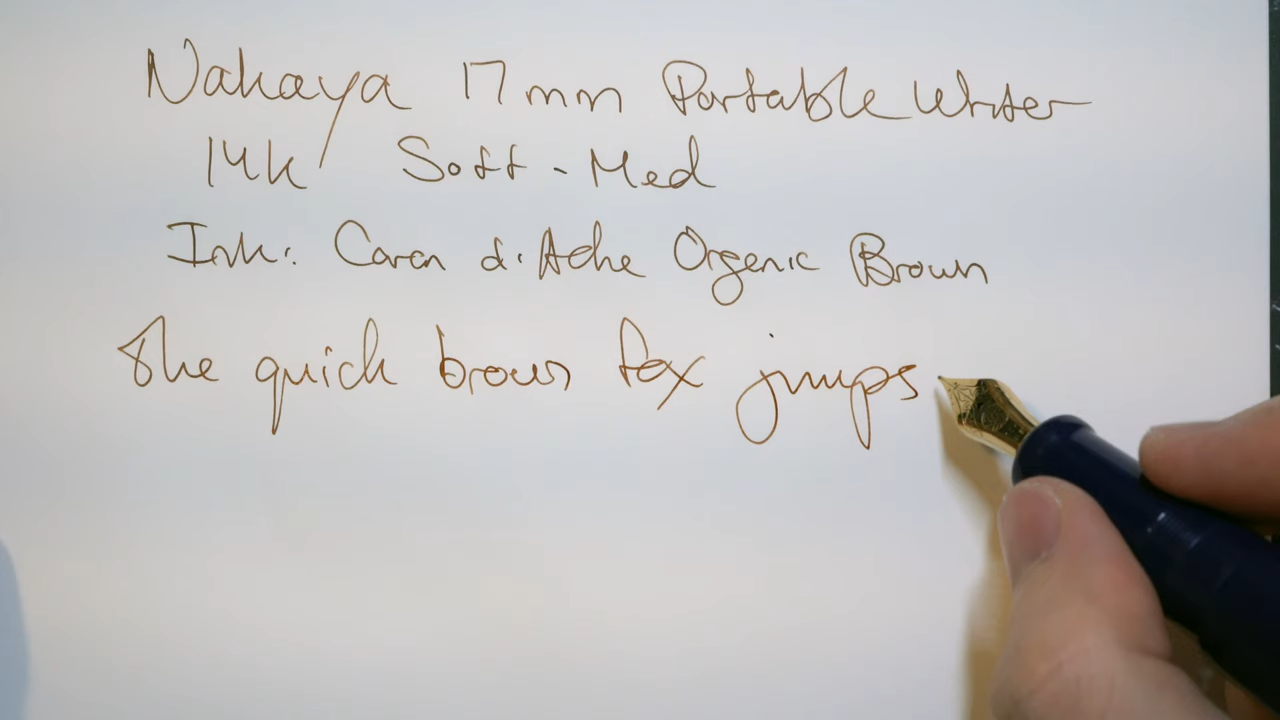 Nakaya 17mm Portable Writer
14k Soft - Med
Ink: Caran d'Ache Organic Brown
The quick brown fox jumps